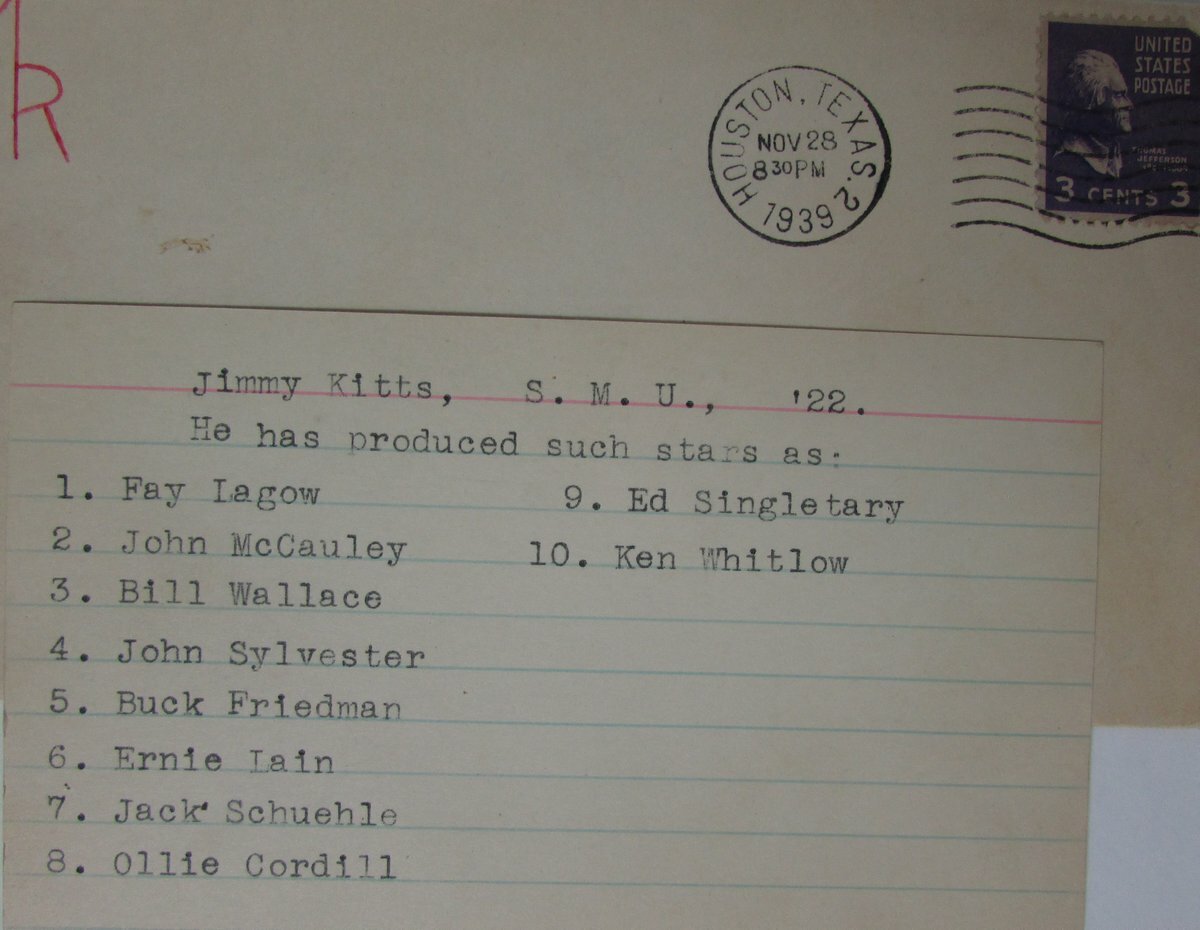 R
HOUSTON, TEXAS. 2
NOV 28
8 30 PM
1939
UNITED
STATES
POSTAGE
THOMAS
JEFFERSON
3 CENTS 3
Jimmy Kitts, S. M. U., '22.
He has produced such stars as:
1. Fay Lagow 9. Ed Singletary
2. John McCauley 10. Ken Whitlow
3. Bill Wallace
4. John Sylvester
5. Buck Friedman
6. Ernie Lain
7. Jack Schuehle
8. Ollie Cordill